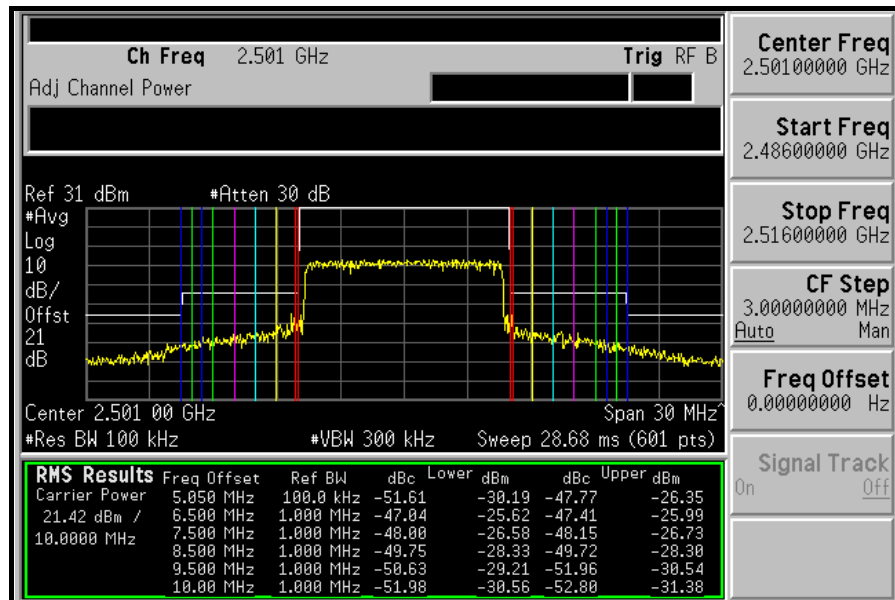 Ch Freq 2.501 GHz Trig RF B
Adj Channel Power
Ref 31 dBm #Atten 30 dB
#Avg
Log
10
dB/
Offst
21
dB
Center 2.501 00 GHz Span 30 MHz^
#Res BW 100 kHz #VBW 300 kHz Sweep 28.68 ms (601 pts)
RMS Results Freq Offset Ref BW dBc Lower dBm dBc Upper dBm
Carrier Power 5.050 MHz 100.0 kHz -51.61 -30.19 -47.77 -26.35
21.42 dBm / 6.500 MHz 1.000 MHz -47.04 -25.62 -47.41 -25.99
10.0000 MHz 7.500 MHz 1.000 MHz -48.00 -26.58 -48.15 -26.73
8.500 MHz 1.000 MHz -49.75 -28.33 -49.72 -28.30
9.500 MHz 1.000 MHz -50.63 -29.21 -51.96 -30.54
10.00 MHz 1.000 MHz -51.98 -30.56 -52.80 -31.38
Center Freq
2.50100000 GHz
Start Freq
2.48600000 GHz
Stop Freq
2.51600000 GHz
CF Step
3.00000000 MHz
Auto Man
Freq Offset
0.00000000 Hz
Signal Track
On Off